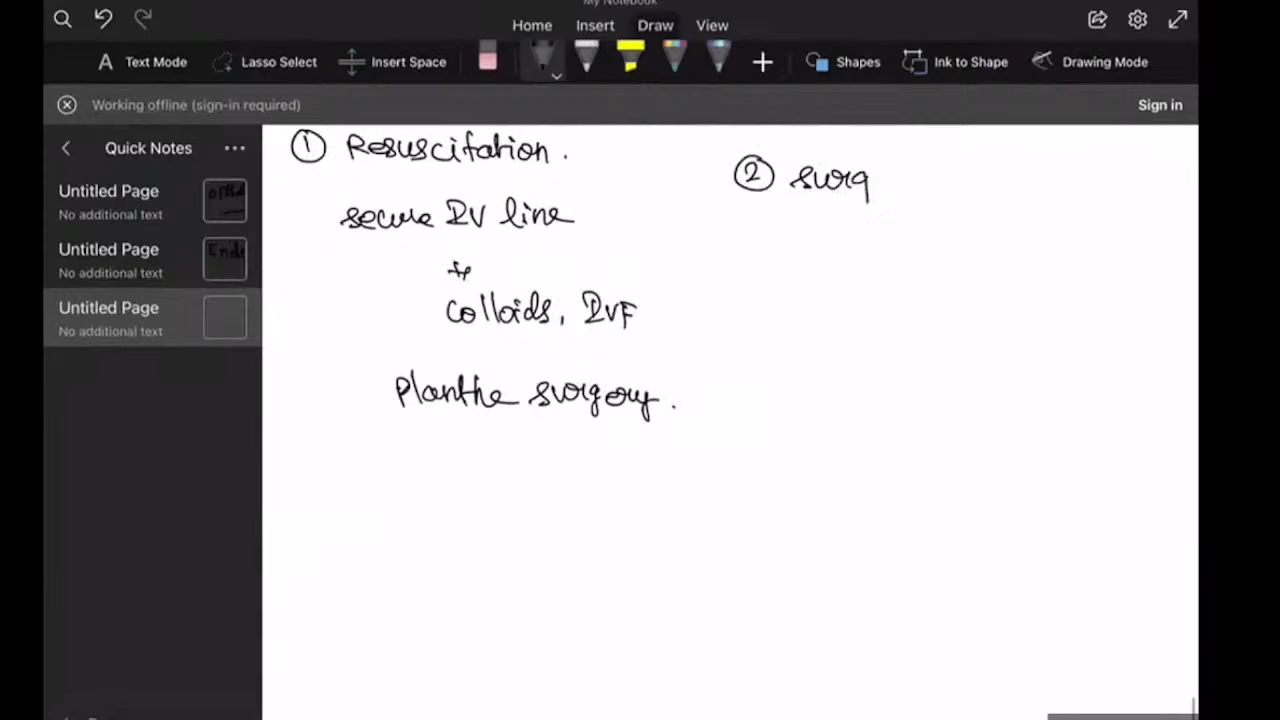 My Notebook
Home Insert Draw View
Text Mode Lasso Select Insert Space Shapes Ink to Shape Drawing Mode
Working offline (sign-in required) Sign in
Quick Notes
Untitled Page
No additional text
Untitled Page
No additional text
Untitled Page
No additional text
① Resuscitation.
secure IV line
colloids, IVF
Planthe surgery.
② surg